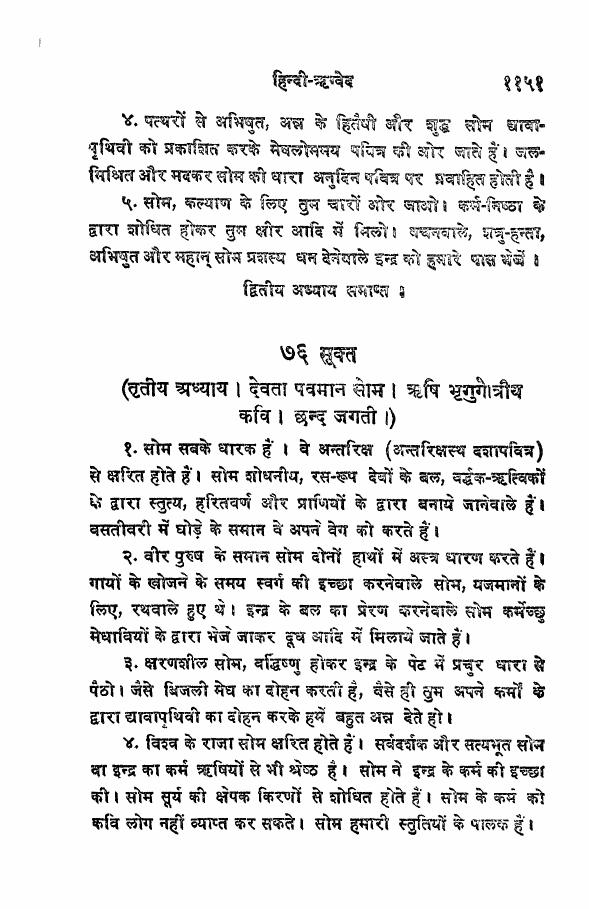 हिन्दी-ऋग्वेद ११५१
४. पत्थरों से अभिषुत, अन्न के हितैषी और शुद्ध सोम द्यावा-
पृथिवी को प्रकाशित करके मेषलोममय पवित्र की ओर जाते हैं। जल-
मिश्रित और मदकर सोम की धारा अनुदिन पवित्र पर प्रवाहित होती है।
५. सोम, कल्याण के लिए तुम चारों ओर जाओ। कर्म-निष्ठा के
द्वारा शोधित होकर तुम क्षीर आदि में मिलो। शत्रु-हन्ता,
अभिषुत और महान् सोम प्रशस्य धन देनेवाले इन्द्र को हमारे पास भेजें।
द्वितीय अध्याय समाप्त।
७६ सूक्त
(तृतीय अध्याय। देवता पवमान सोम। ऋषि भृगुगोत्रीय
कवि। छन्द जगती।)
१. सोम सबके धारक हैं। वे अन्तरिक्ष (अन्तरिक्षस्थ दशापवित्र)
से क्षरित होते हैं। सोम शोधनीय, रस-रूप देवों के बल, वर्द्धक-ऋत्विकों
के द्वारा स्तुत्य, हरितवर्ण और प्राणियों के द्वारा बनाये जानेवाले हैं।
बसतीवरी में घोड़े के समान वे अपने वेग को करते हैं।
२. वीर पुरुष के समान सोम दोनों हाथों में अस्त्र धारण करते हैं।
गायों के खोजने के समय स्वर्ग की इच्छा करनेवाले सोम, यजमानों के
लिए, रथवाले हुए थे। इन्द्र के बल का प्रेरण करनेवाले सोम कर्मेच्छु
मेधावियों के द्वारा भेजे जाकर दूध आदि में मिलाये जाते हैं।
३. क्षरणशील सोम, वर्द्धिष्णु होकर इन्द्र के पेट में प्रचुर धारा से
पैठो। जैसे बिजली मेघ का दोहन करती है, वैसे ही तुम अपने कर्मों के
द्वारा द्यावापृथिवी का दोहन करके हमें बहुत अन्न देते हो।
४. विश्व के राजा सोम क्षरित होते हैं। सर्वदर्शक और सत्यभूत सोम
वा इन्द्र का कर्म ऋषियों से भी श्रेष्ठ है। सोम ने इन्द्र के कर्म की इच्छा
की। सोम सूर्य की क्षेपक किरणों से शोधित होते हैं। सोम के कर्म को
कवि लोग नहीं व्याप्त कर सकते। सोम हमारी स्तुतियों के पालक हैं।